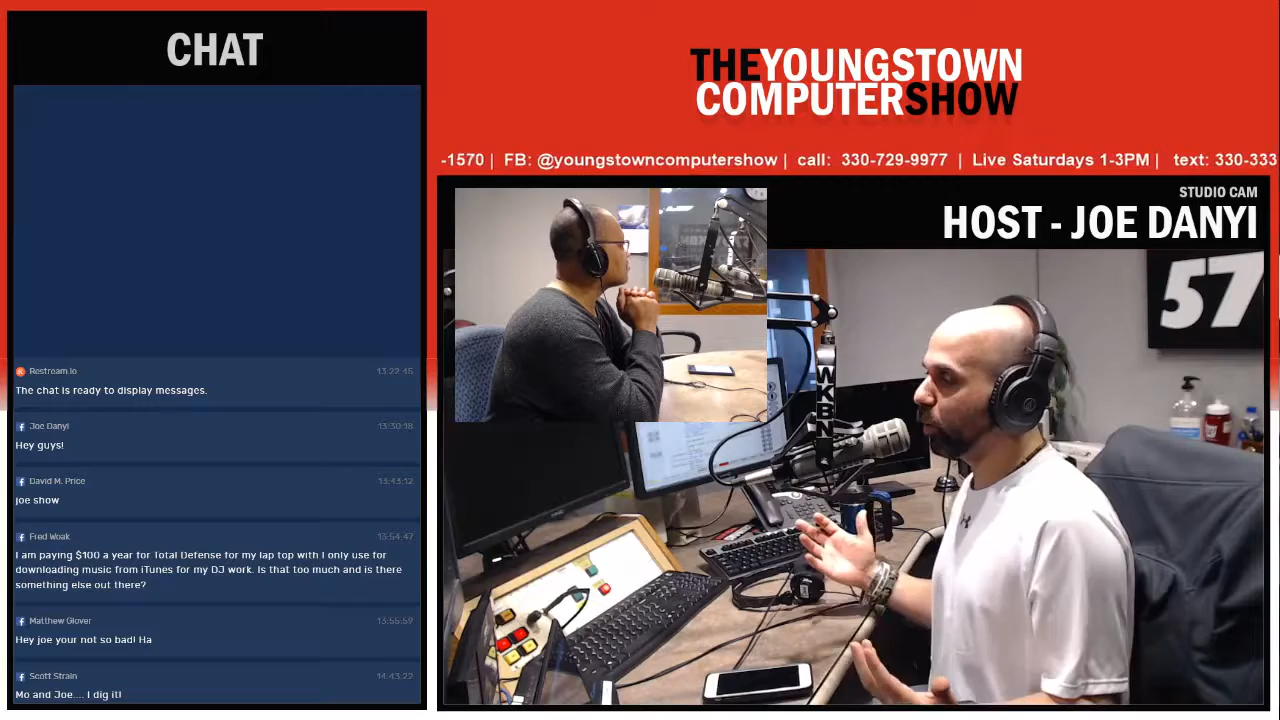 CHAT
Restream.io 13:22:45
The chat is ready to display messages.
Joe Danyi 13:30:18
Hey guys!
David M. Price 13:43:12
joe show
Fred Woak 13:54:47
I am paying $100 a year for Total Defense for my lap top with I only use for
downloading music from iTunes for my DJ work. Is that too much and is there
something else out there?
Matthew Glover 13:55:59
Hey joe your not so bad! Ha
Scott Strain 14:43:22
Mo and Joe.... I dig it!
THEYOUNGSTOWN
COMPUTERSHOW
-1570 | FB: @youngstowncomputershow | call: 330-729-9977 | Live Saturdays 1-3PM | text: 330-333
STUDIO CAM
HOST - JOE DANYI
57
WKBN